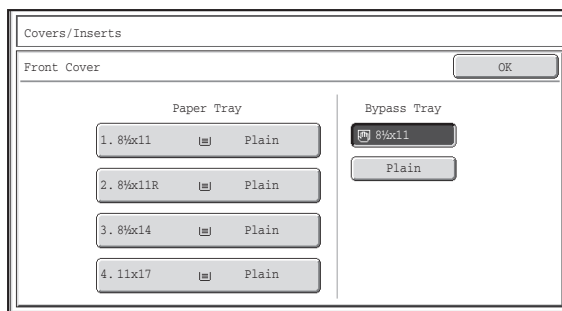 Covers/Inserts
Front Cover
OK
Paper Tray
1. 8½x11 Plain
2. 8½x11R Plain
3. 8½x14 Plain
4. 11x17 Plain
Bypass Tray
8½x11
Plain